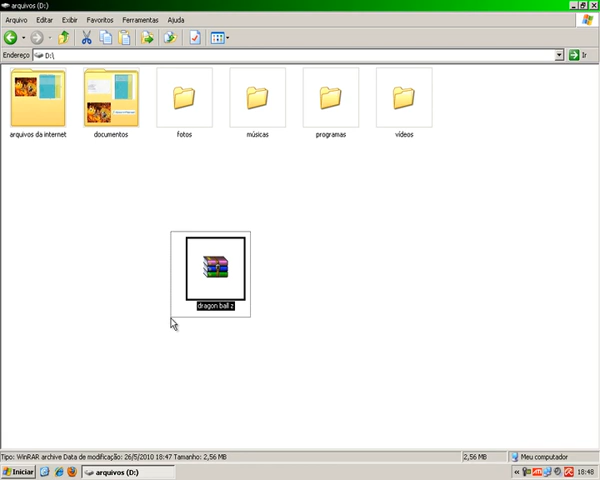 arquivos (D:)
Arquivo Editar Exibir Favoritos Ferramentas Ajuda
Endereço D:\ Ir
arquivos da internet documentos fotos músicas programas vídeos
dragon ball z
Tipo: WinRAR archive Data de modificação: 26/5/2010 18:47 Tamanho: 2,56 MB 2,56 MB Meu computador
Iniciar arquivos (D:) « 18:48